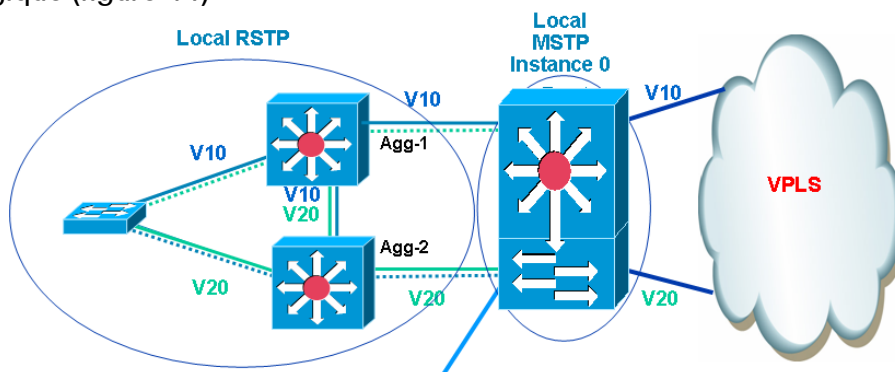 Local RSTP
Local
MSTP
Instance 0
V10
V10
Agg-1
V10
V10
V20
VPLS
Agg-2
V20
V20
V20